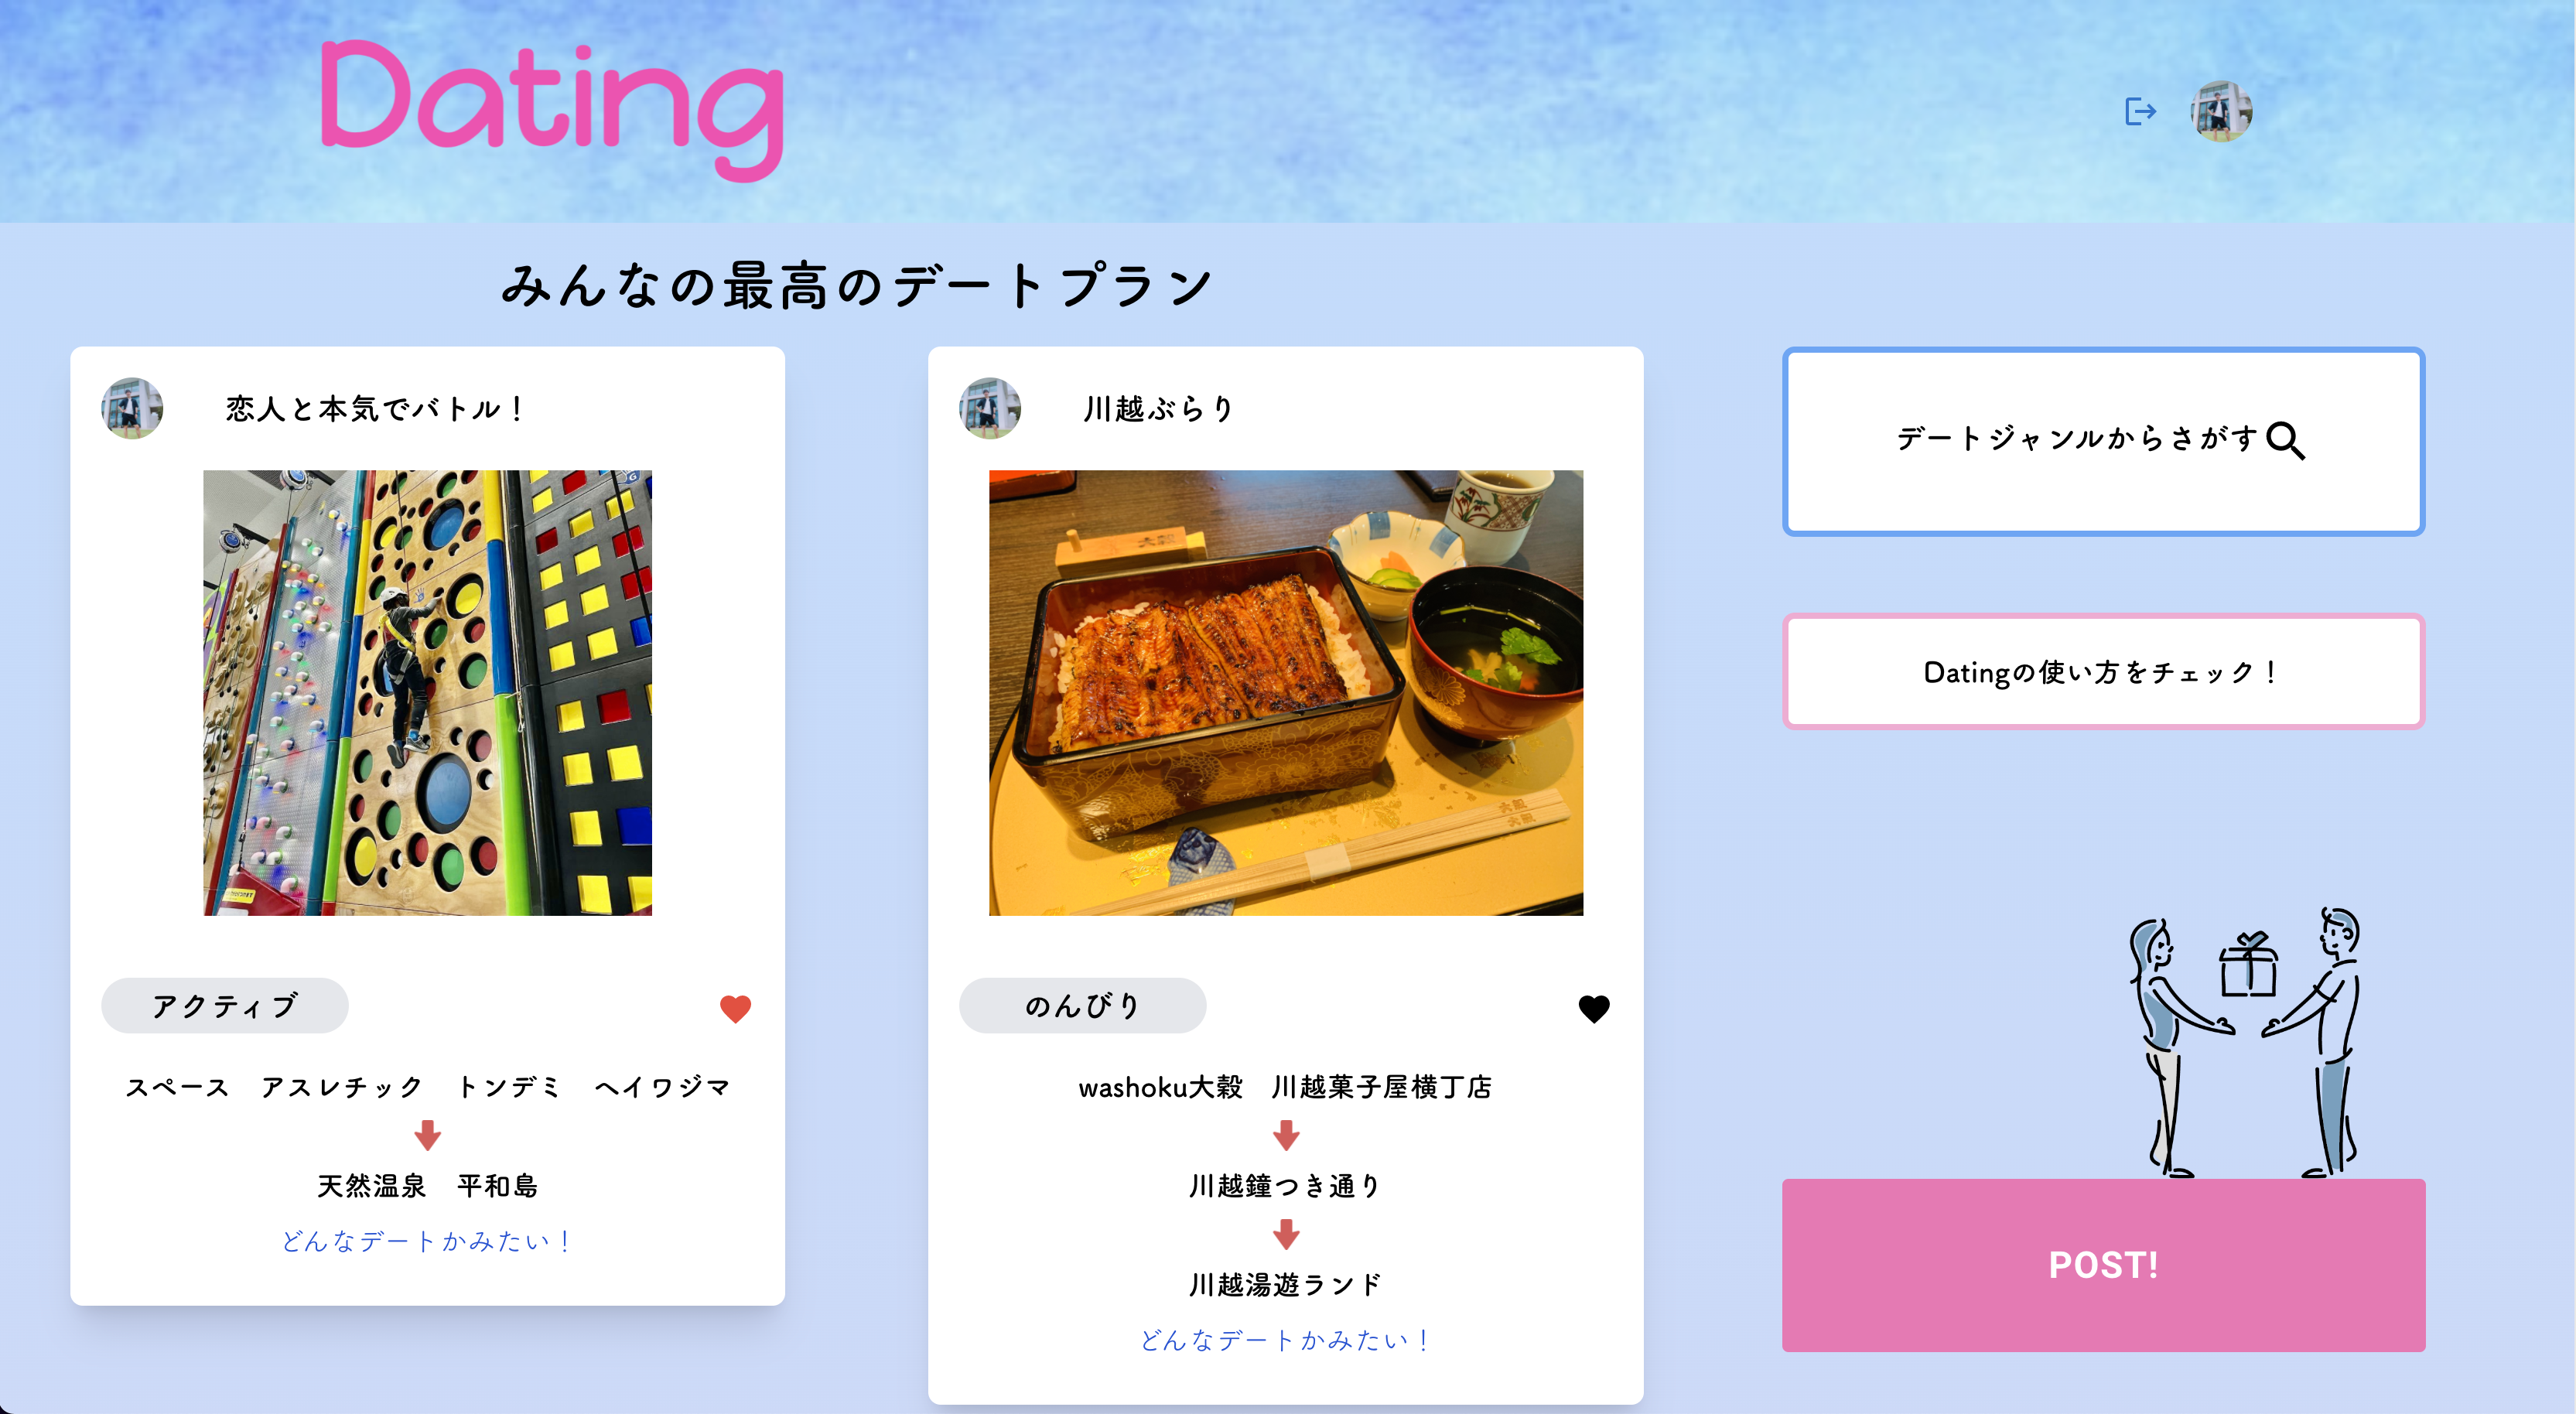 Dating
みんなの最高のデートプラン
恋人と本気でバトル！
アクティブ
スペース　アスレチック　トンデミ　ヘイワジマ
天然温泉　平和島
どんなデートかみたい！
川越ぶらり
大穀
大穀
のんびり
washoku大穀　川越菓子屋横丁店
川越鐘つき通り
川越湯遊ランド
どんなデートかみたい！
デートジャンルからさがす
Datingの使い方をチェック！
POST!